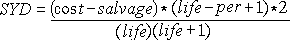 SYD = (cost - salvage) * (life - per + 1) * 2
(life)(life + 1)